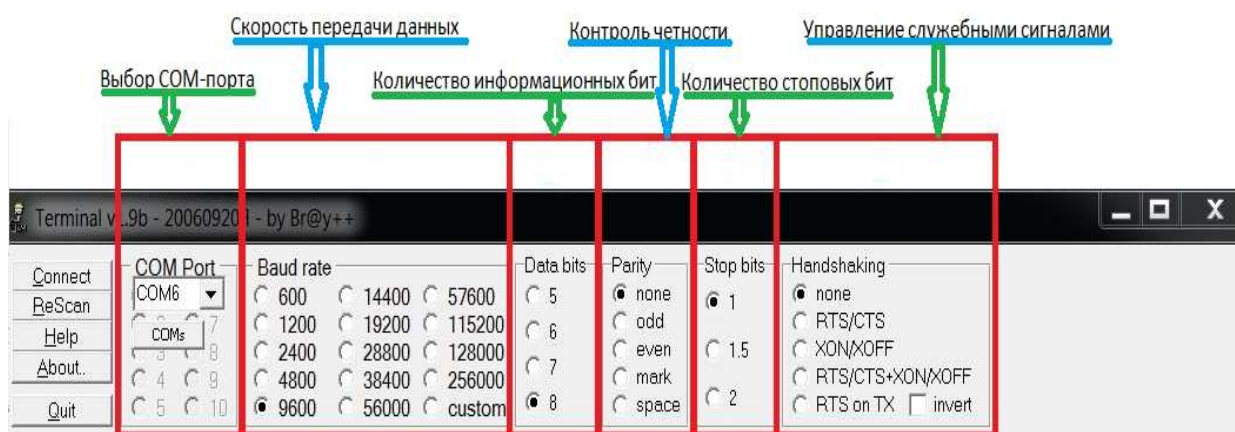 Скорость передачи данных
Контроль четности
Управление служебными сигналами
Выбор COM-порта
Количество информационных бит
Количество стоповых бит
Terminal v1.9b - by Br@y++
Connect
ReScan
Help
About..
Quit
COM Port
COM6
COMs
7
3 8
4 9
5 10
Baud rate
600 14400 57600
1200 19200 115200
2400 28800 128000
4800 38400 256000
9600 56000 custom
Data bits
5
6
7
8
Parity
none
odd
even
mark
space
Stop bits
1
1.5
2
Handshaking
none
RTS/CTS
XON/XOFF
RTS/CTS+XON/XOFF
RTS on TX invert